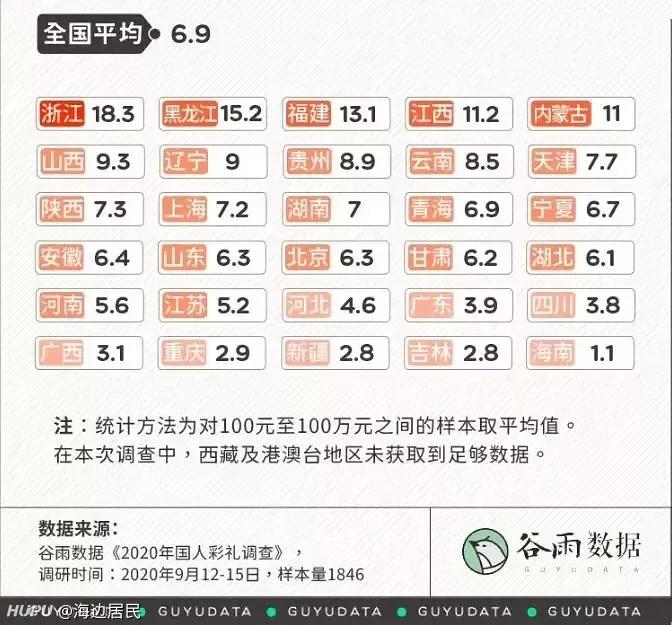 全国平均 6.9
浙江 18.3 黑龙江 15.2 福建 13.1 江西 11.2 内蒙古 11
山西 9.3 辽宁 9 贵州 8.9 云南 8.5 天津 7.7
陕西 7.3 上海 7.2 湖南 7 青海 6.9 宁夏 6.7
安徽 6.4 山东 6.3 北京 6.3 甘肃 6.2 湖北 6.1
河南 5.6 江苏 5.2 河北 4.6 广东 3.9 四川 3.8
广西 3.1 重庆 2.9 新疆 2.8 吉林 2.8 海南 1.1
注：统计方法为对100元至100万元之间的样本取平均值。
在本次调查中，西藏及港澳台地区未获取到足够数据。
数据来源：
谷雨数据《2020年国人彩礼调查》，
调研时间：2020年9月12-15日，样本量1846
谷雨数据
GUYUDATA
HUPU @海边居民 GUYUDATA GUYUDATA GUYUDATA GUYUDATA